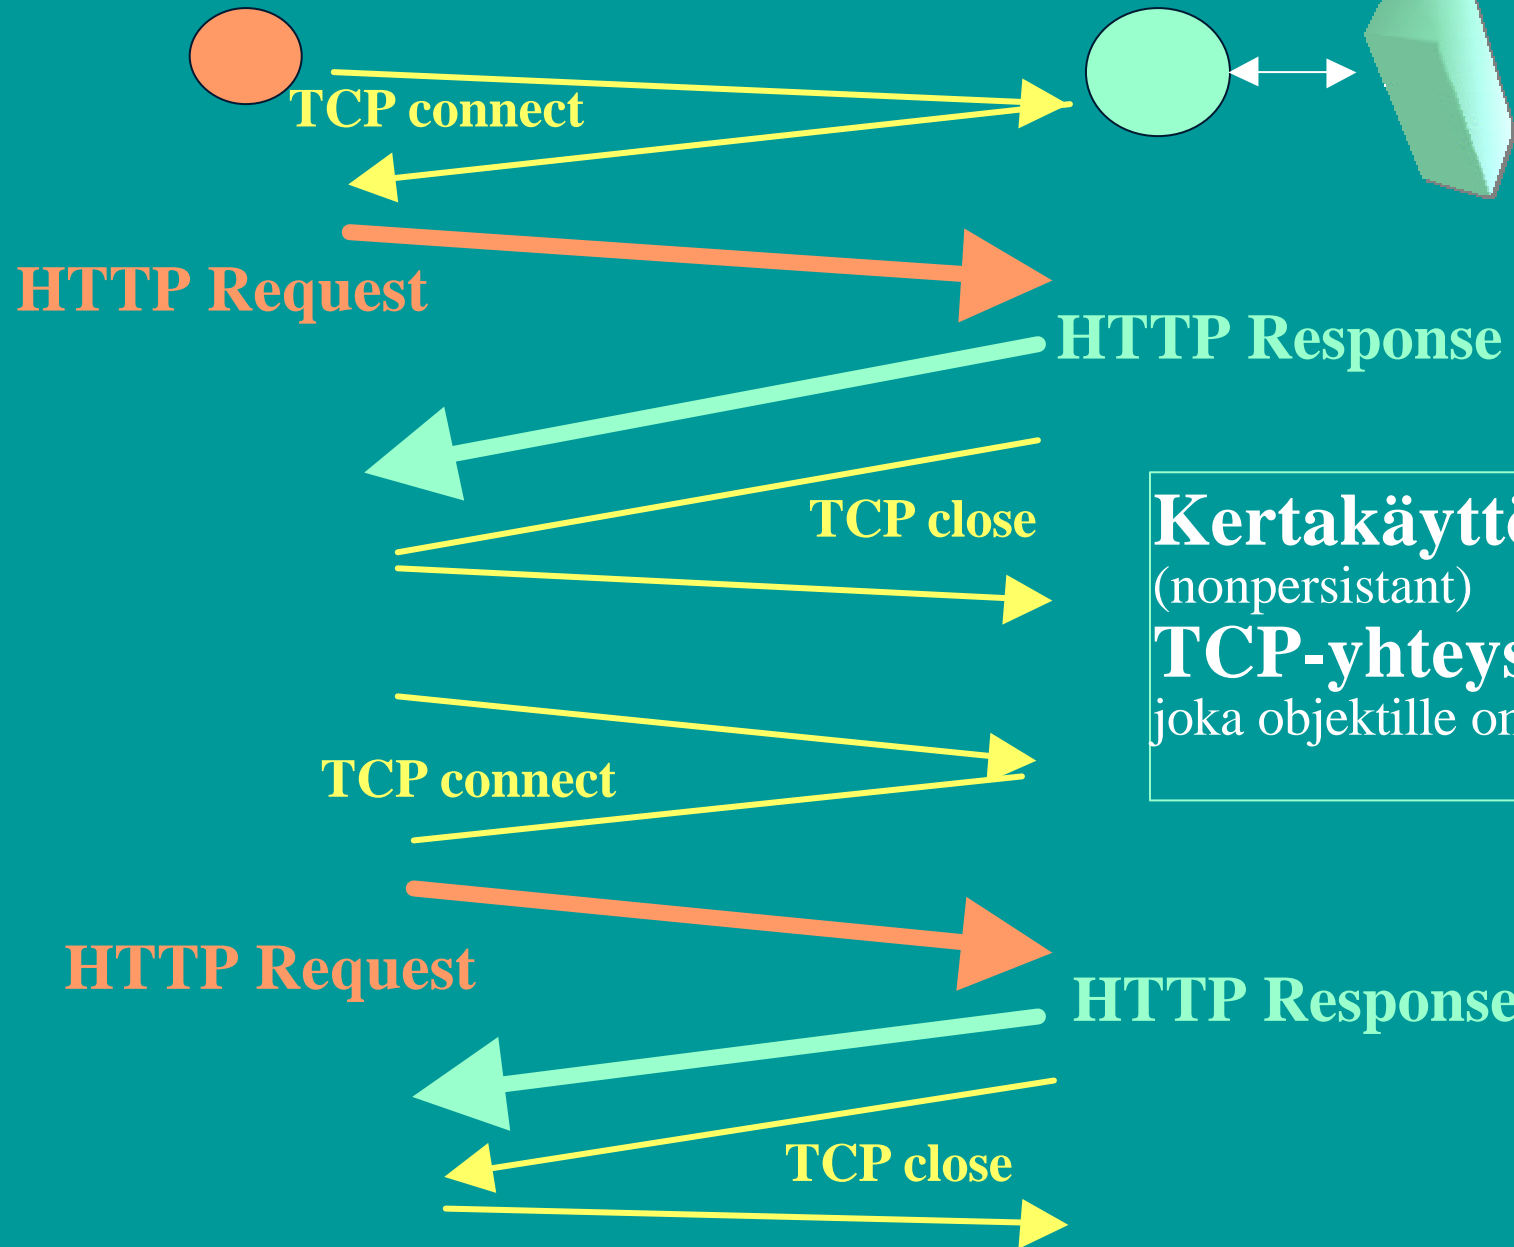 TCP connect
HTTP Request
HTTP Response
TCP close
Kertakäyttö
(nonpersistant)
TCP-yhteys
joka objektille on
TCP connect
HTTP Request
HTTP Response
TCP close